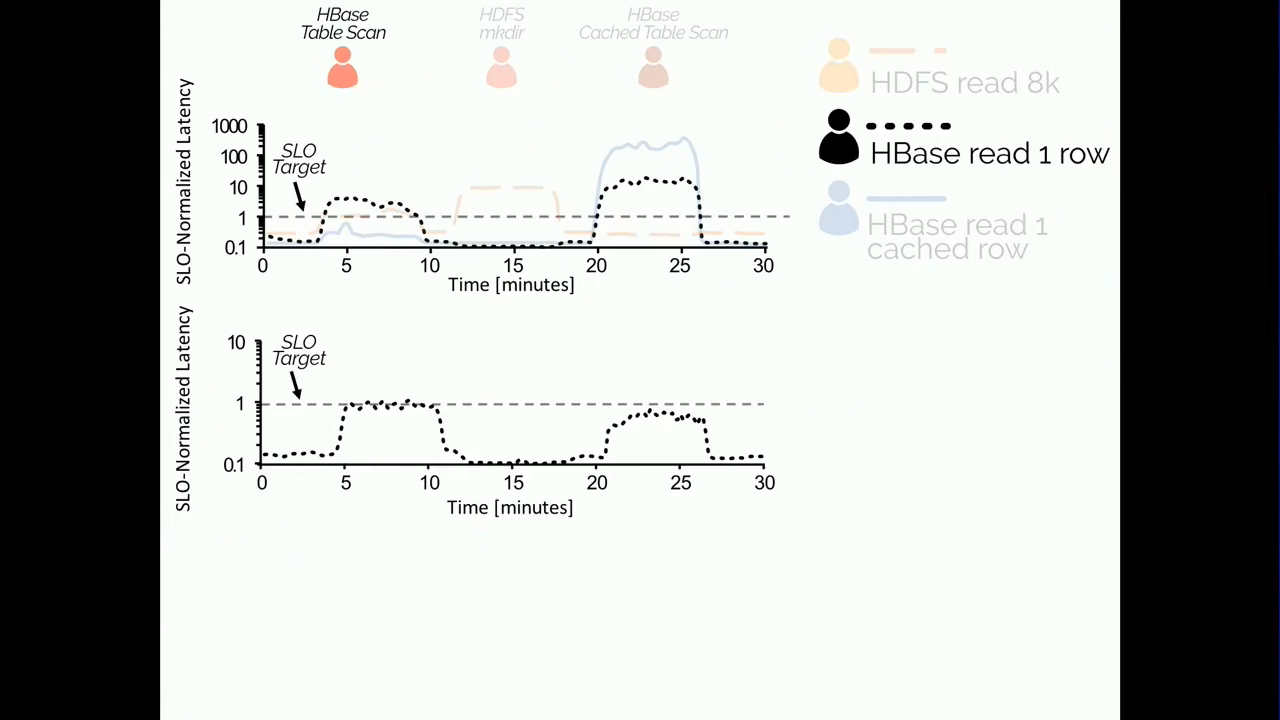 HBase
Table Scan
HDFS
mkdir
HBase
Cached Table Scan
HDFS read 8k
HBase read 1 row
HBase read 1
cached row
SLO-Normalized Latency
1000
100
10
1
0.1
SLO
Target
0 5 10 15 20 25 30
Time [minutes]
SLO-Normalized Latency
10
1
0.1
SLO
Target
0 5 10 15 20 25 30
Time [minutes]